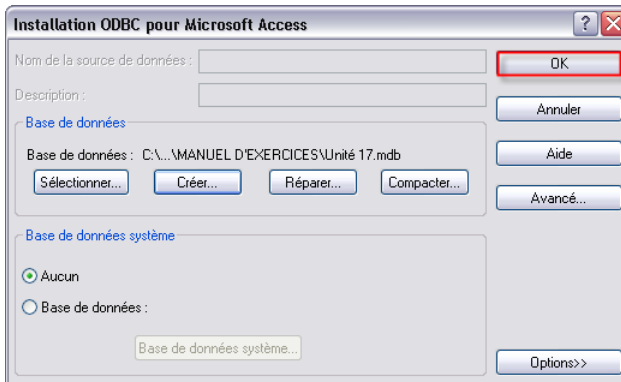 Installation ODBC pour Microsoft Access
Nom de la source de données :
OK
Description :
Annuler
Base de données
Base de données : C:\...\MANUEL D'EXERCICES\Unité 17.mdb
Aide
Sélectionner... Créer... Réparer... Compacter...
Avancé...
Base de données système
Aucun
Base de données :
Base de données système...
Options>>